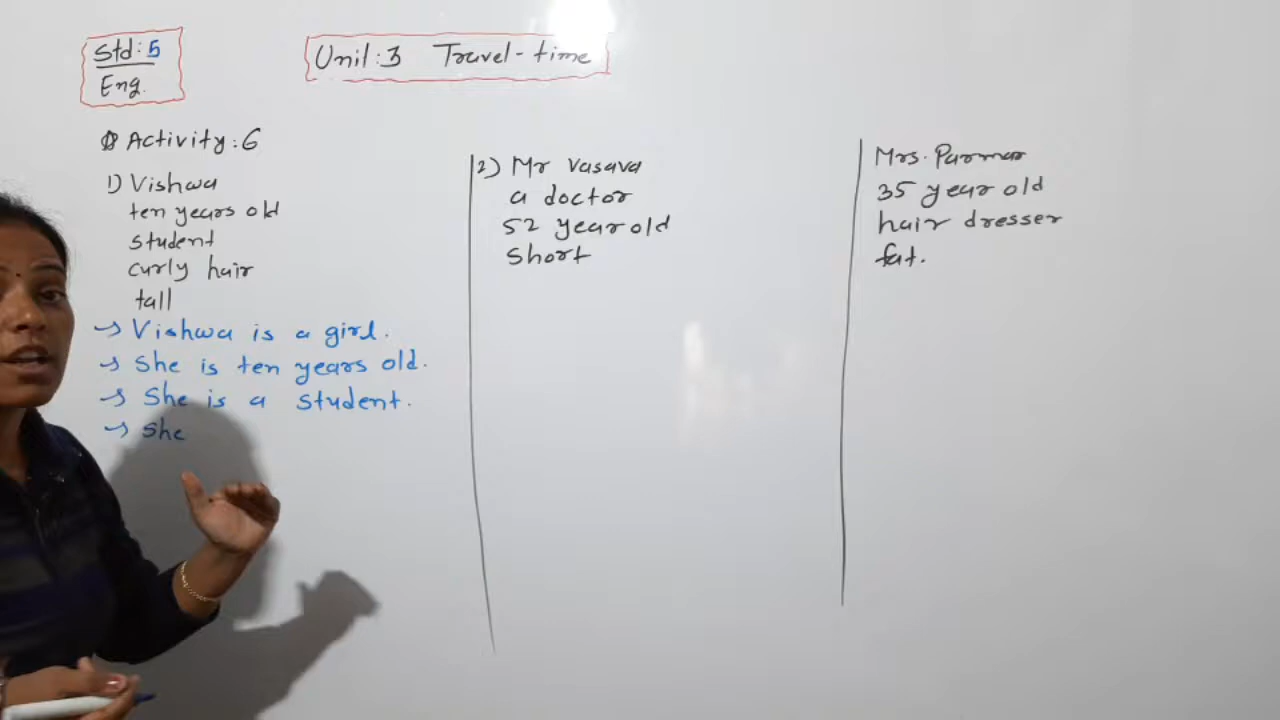 Std: 5
Eng.
Unit: 3 Travel-time
Activity: 6
1) Vishwa
ten years old
student
curly hair
tall
→ Vishwa is a girl.
→ She is ten years old.
→ She is a student.
→ She
2) Mr Vasava
a doctor
52 year old
short
Mrs. Parmar
35 year old
hair dresser
fat.